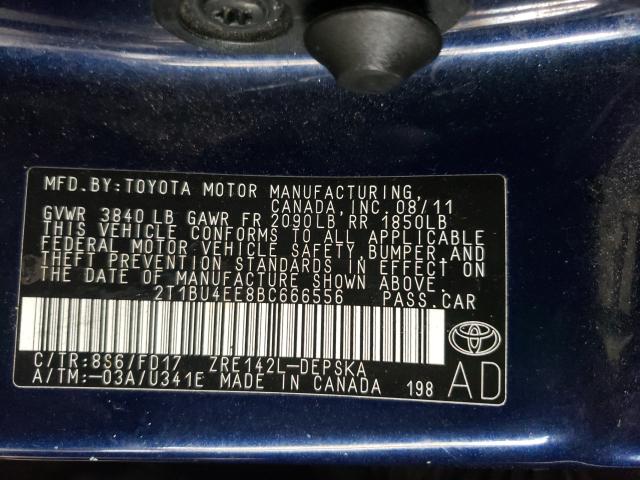 MFD. BY: TOYOTA MOTOR MANUFACTURING
CANADA, INC. 08/11
GVWR 3840 LB GAWR FR 2090LB RR 1850LB
THIS VEHICLE CONFORMS TO ALL APPLICABLE
FEDERAL MOTOR VEHICLE SAFETY, BUMPER, AND
THEFT PREVENTION STANDARDS IN EFFECT ON
THE DATE OF MANUFACTURE SHOWN ABOVE.
2T1BU4EE8BC666556 PASS. CAR
C/TR: 8S6/FD17 ZRE142L-DEPSKA
A/TM:-03A/U341E MADE IN CANADA 198
AD